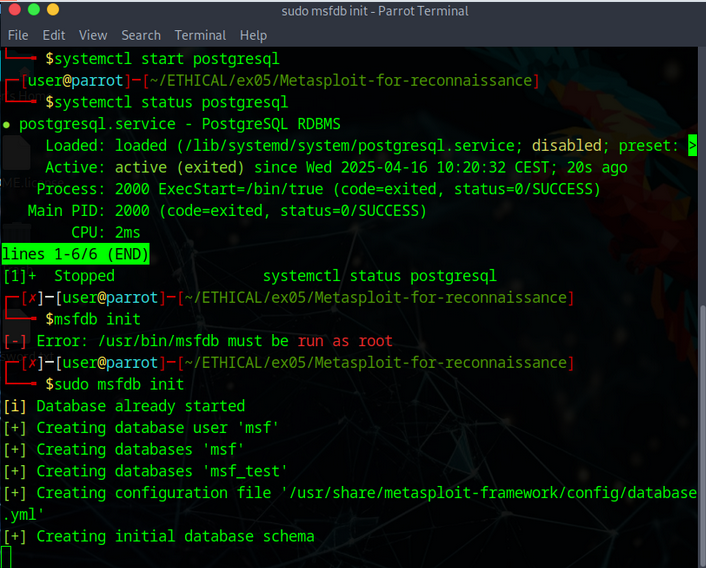 sudo msfdb init - Parrot Terminal
File Edit View Search Terminal Help
$systemctl start postgresql
[user@parrot]─[~/ETHICAL/ex05/Metasploit-for-reconnaissance]
$systemctl status postgresql
● postgresql.service - PostgreSQL RDBMS
Loaded: loaded (/lib/systemd/system/postgresql.service; disabled; preset: >
Active: active (exited) since Wed 2025-04-16 10:20:32 CEST; 20s ago
Process: 2000 ExecStart=/bin/true (code=exited, status=0/SUCCESS)
Main PID: 2000 (code=exited, status=0/SUCCESS)
CPU: 2ms
lines 1-6/6 (END)
[1]+ Stopped systemctl status postgresql
[✗]─[user@parrot]─[~/ETHICAL/ex05/Metasploit-for-reconnaissance]
$msfdb init
[-] Error: /usr/bin/msfdb must be run as root
[✗]─[user@parrot]─[~/ETHICAL/ex05/Metasploit-for-reconnaissance]
$sudo msfdb init
[i] Database already started
[+] Creating database user 'msf'
[+] Creating databases 'msf'
[+] Creating databases 'msf_test'
[+] Creating configuration file '/usr/share/metasploit-framework/config/database
.yml'
[+] Creating initial database schema